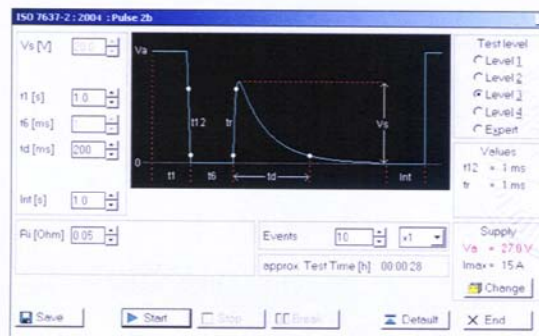 ISO 7637-2 : 2004 : Pulse 2b
Vs [V] 20.0
t1 [s] 1.0
t6 [ms] 1
td [ms] 200
Int [s] 1.0
Ri [Ohm] 0.05
Va
0
t12
tr
Vs
t1
t6
td
Int
Events 10 x1
approx. Test Time [h] 00:00:28
Test level
Level 1
Level 2
Level 3
Level 4
Expert
Values
t12 = 1 ms
tr = 1 ms
Supply
Va = 27.0 V
Imax = 15 A
Change
Save
Start
Stop
Break
Default
End